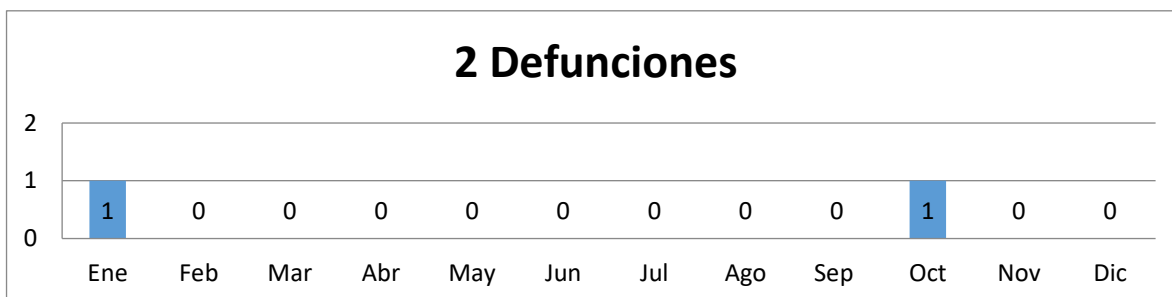 2 Defunciones
2
1
0
1 0 0 0 0 0 0 0 0 1 0 0
Ene Feb Mar Abr May Jun Jul Ago Sep Oct Nov Dic